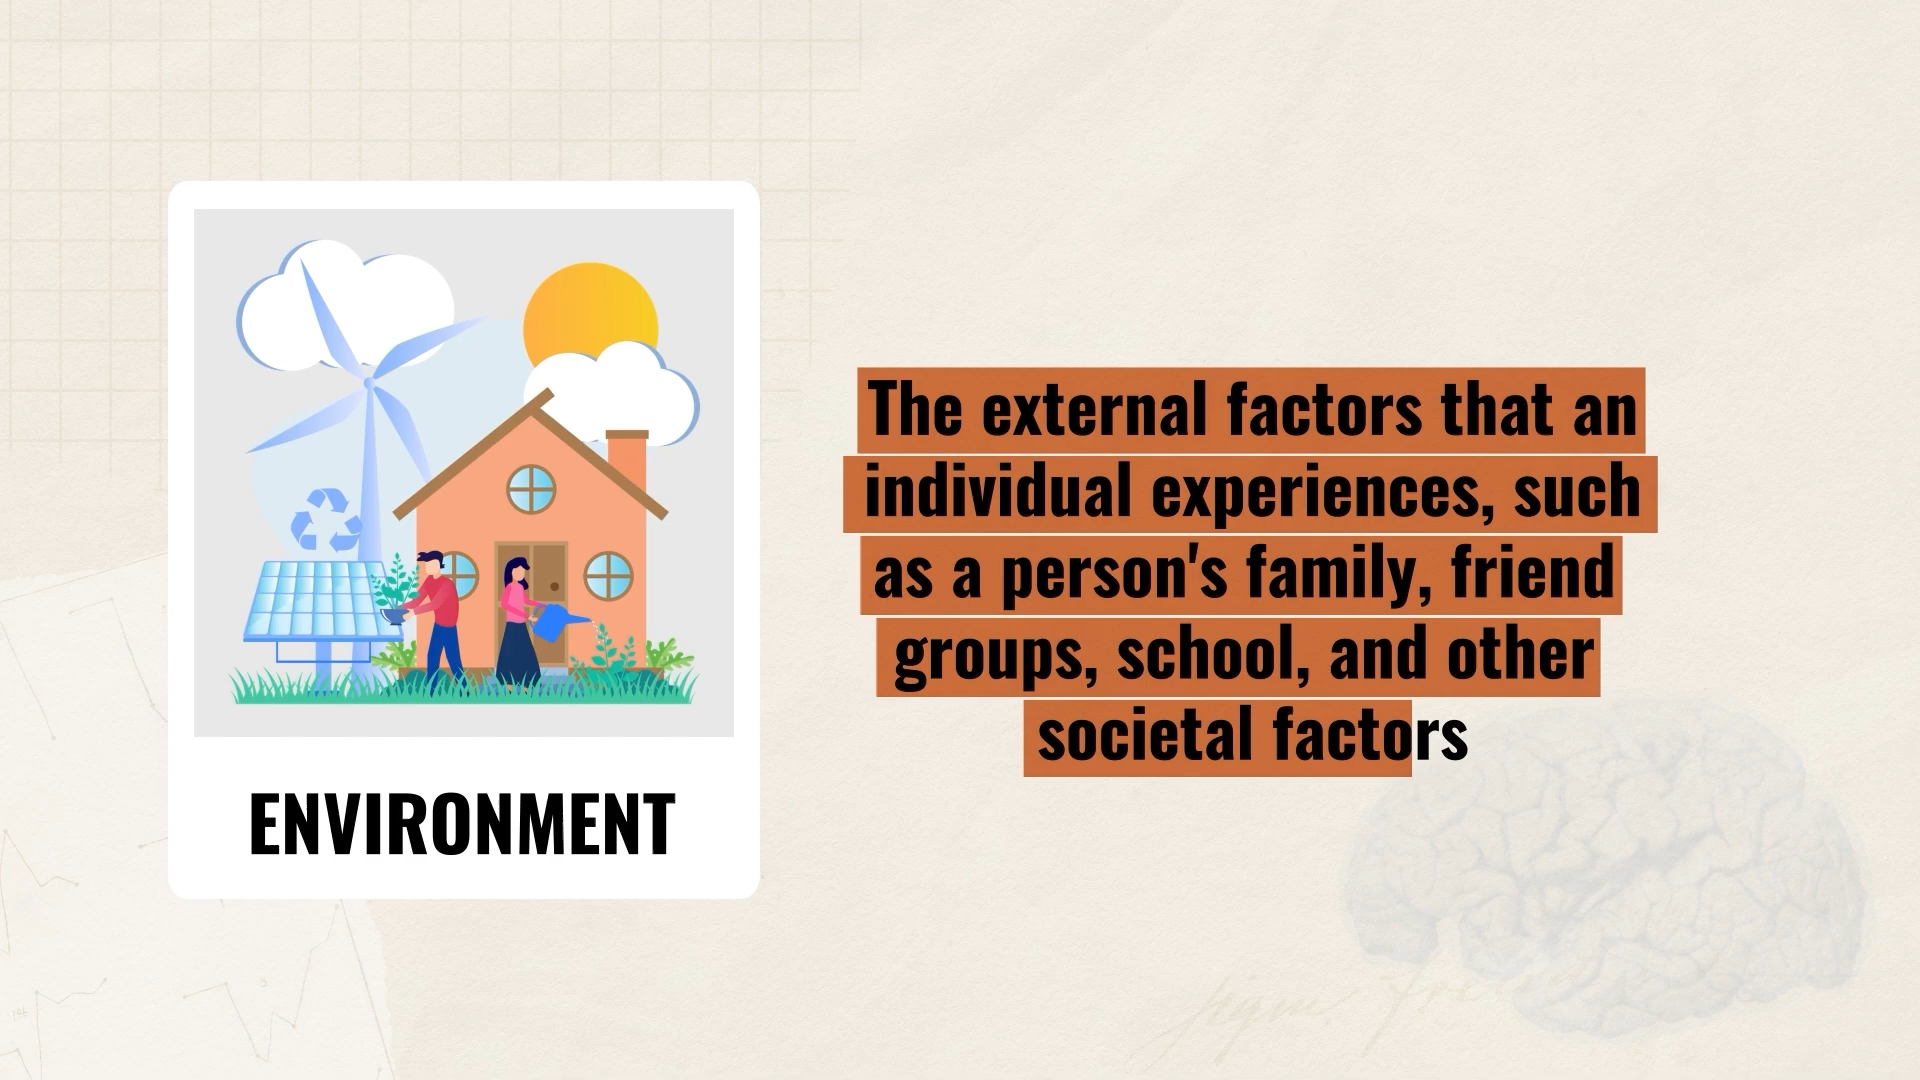 The external factors that an
individual experiences, such
as a person's family, friend
groups, school, and other
societal factors
ENVIRONMENT